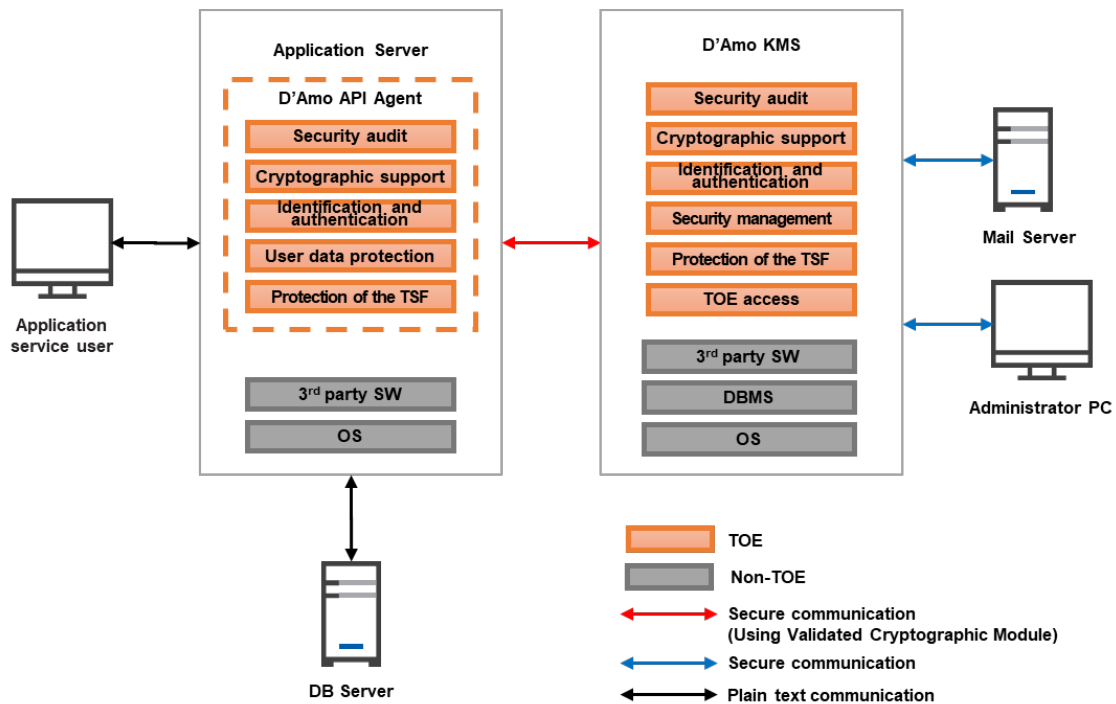 Application Server
D'Amo API Agent
Security audit
Cryptographic support
Identification and
authentication
User data protection
Protection of the TSF
3rd party SW
OS
D'Amo KMS
Security audit
Cryptographic support
Identification and
authentication
Security management
Protection of the TSF
TOE access
3rd party SW
DBMS
OS
Application
service user
Mail Server
Administrator PC
DB Server
TOE
Non-TOE
Secure communication
(Using Validated Cryptographic Module)
Secure communication
Plain text communication